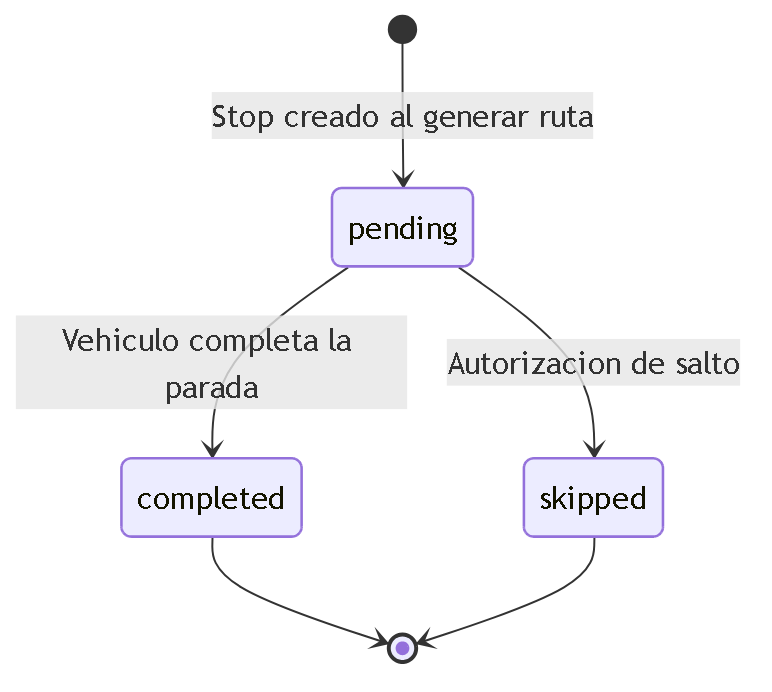 Stop creado al generar ruta
pending
Vehiculo completa la
parada
Autorizacion de salto
completed
skipped